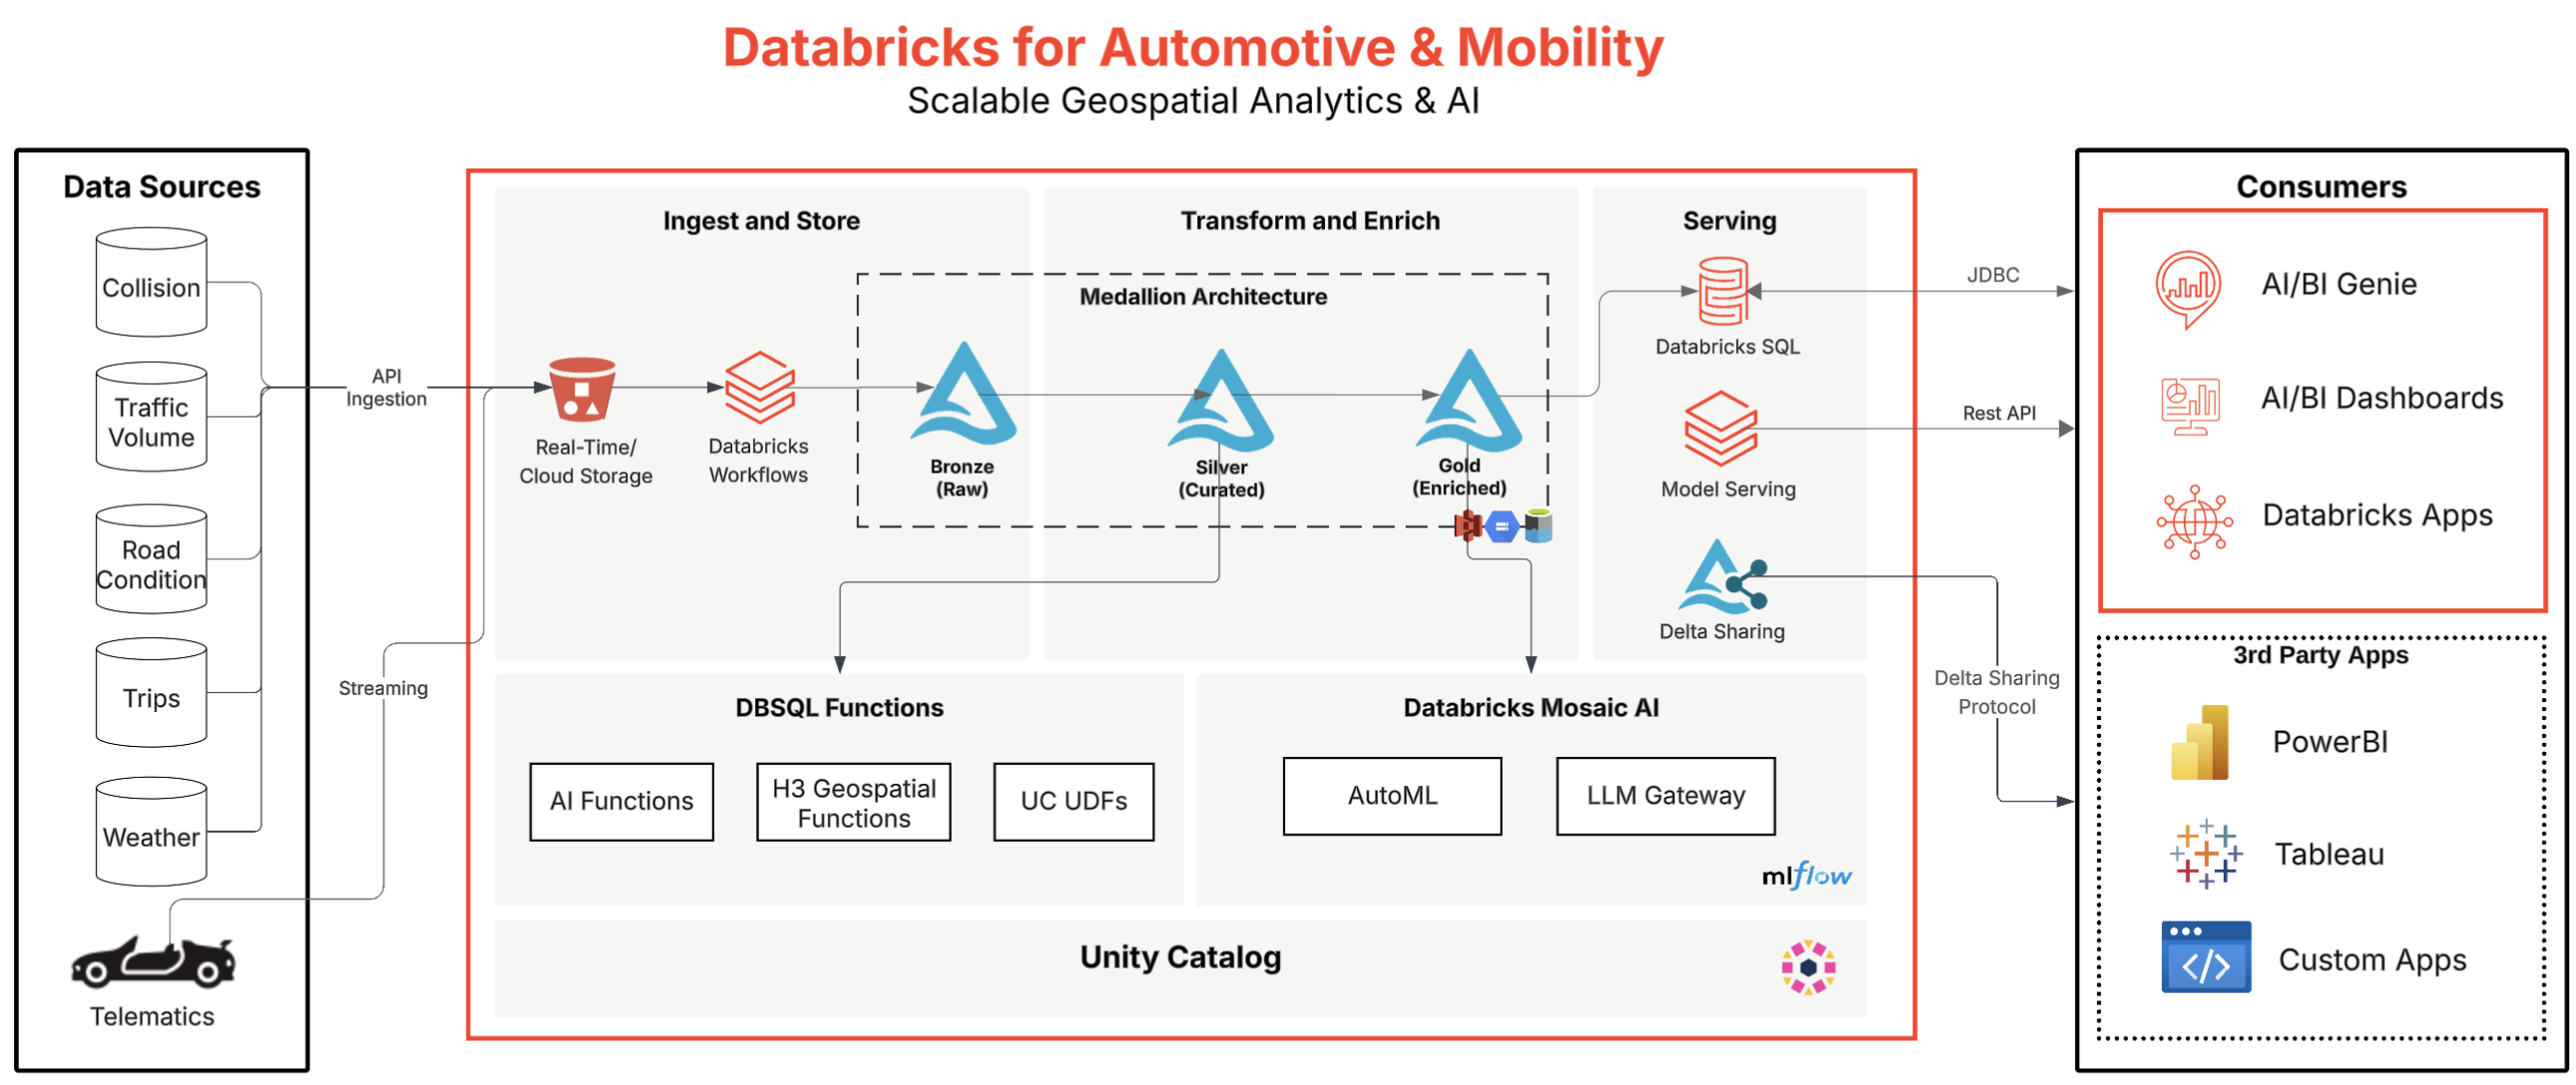 Databricks for Automotive & Mobility
Scalable Geospatial Analytics & AI
Data Sources
Collision
Traffic
Volume
Road
Condition
Trips
Weather
Telematics
API
Ingestion
Streaming
Ingest and Store
Real-Time/
Cloud Storage
Databricks
Workflows
Transform and Enrich
Medallion Architecture
Bronze
(Raw)
Silver
(Curated)
Gold
(Enriched)
Serving
Databricks SQL
Model Serving
Delta Sharing
DBSQL Functions
AI Functions
H3 Geospatial
Functions
UC UDFs
Databricks Mosaic AI
AutoML
LLM Gateway
mlflow
Unity Catalog
JDBC
Rest API
Delta Sharing
Protocol
Consumers
AI/BI Genie
AI/BI Dashboards
Databricks Apps
3rd Party Apps
PowerBI
Tableau
</> Custom Apps